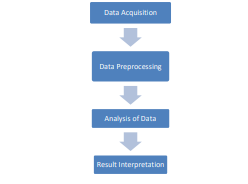 Data Acquisition
Data Preprocessing
Analysis of Data
Result Interpretation